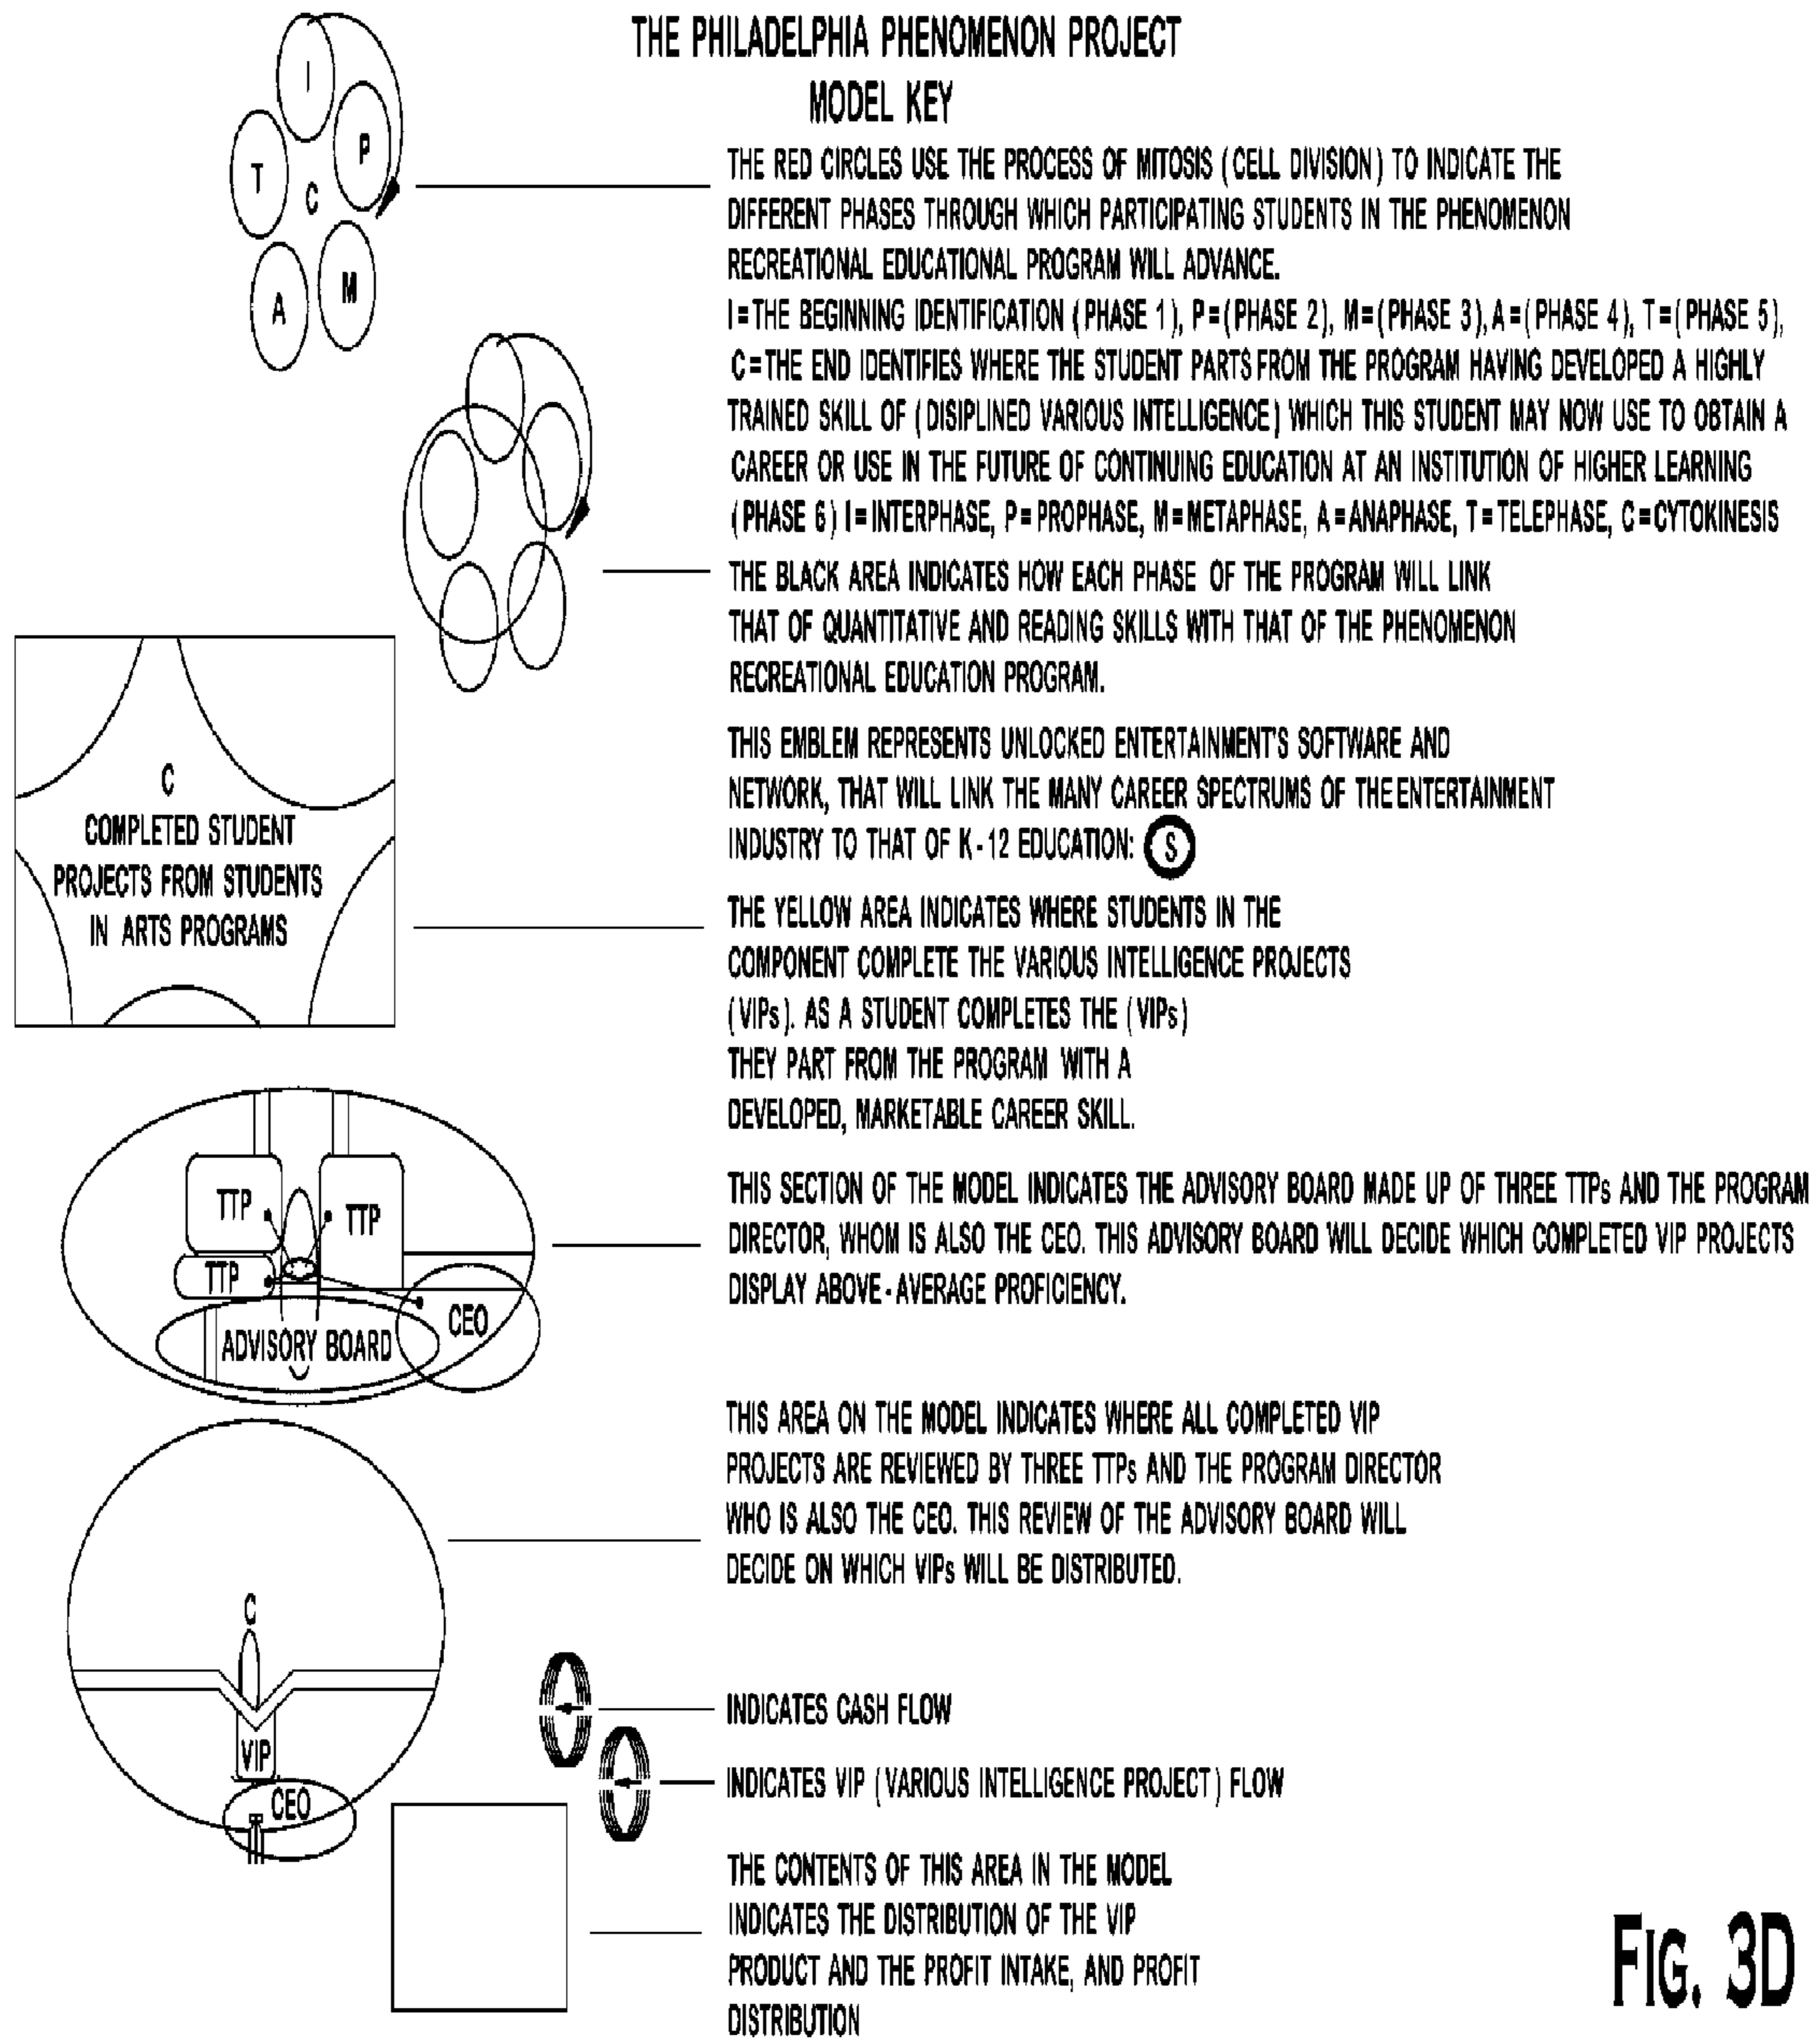 THE PHILADELPHIA PHENOMENON PROJECT
MODEL KEY
I
P
T
C
M
A
THE RED CIRCLES USE THE PROCESS OF MITOSIS (CELL DIVISION) TO INDICATE THE
DIFFERENT PHASES THROUGH WHICH PARTICIPATING STUDENTS IN THE PHENOMENON
RECREATIONAL EDUCATIONAL PROGRAM WILL ADVANCE.
I=THE BEGINNING IDENTIFICATION (PHASE 1), P=(PHASE 2), M=(PHASE 3), A=(PHASE 4), T=(PHASE 5),
C=THE END IDENTIFIES WHERE THE STUDENT PARTS FROM THE PROGRAM HAVING DEVELOPED A HIGHLY
TRAINED SKILL OF (DISIPLINED VARIOUS INTELLIGENCE) WHICH THIS STUDENT MAY NOW USE TO OBTAIN A
CAREER OR USE IN THE FUTURE OF CONTINUING EDUCATION AT AN INSTITUTION OF HIGHER LEARNING
(PHASE 6) I=INTERPHASE, P=PROPHASE, M=METAPHASE, A=ANAPHASE, T=TELEPHASE, C=CYTOKINESIS
THE BLACK AREA INDICATES HOW EACH PHASE OF THE PROGRAM WILL LINK
THAT OF QUANTITATIVE AND READING SKILLS WITH THAT OF THE PHENOMENON
RECREATIONAL EDUCATION PROGRAM.
THIS EMBLEM REPRESENTS UNLOCKED ENTERTAINMENT'S SOFTWARE AND
NETWORK, THAT WILL LINK THE MANY CAREER SPECTRUMS OF THE ENTERTAINMENT
INDUSTRY TO THAT OF K-12 EDUCATION: S
C
COMPLETED STUDENT
PROJECTS FROM STUDENTS
IN ARTS PROGRAMS
THE YELLOW AREA INDICATES WHERE STUDENTS IN THE
COMPONENT COMPLETE THE VARIOUS INTELLIGENCE PROJECTS
(VIPs). AS A STUDENT COMPLETES THE (VIPs)
THEY PART FROM THE PROGRAM WITH A
DEVELOPED, MARKETABLE CAREER SKILL.
TTP
TTP
TTP
CEO
ADVISORY BOARD
THIS SECTION OF THE MODEL INDICATES THE ADVISORY BOARD MADE UP OF THREE TTPs AND THE PROGRAM
DIRECTOR, WHOM IS ALSO THE CEO. THIS ADVISORY BOARD WILL DECIDE WHICH COMPLETED VIP PROJECTS
DISPLAY ABOVE-AVERAGE PROFICIENCY.
THIS AREA ON THE MODEL INDICATES WHERE ALL COMPLETED VIP
PROJECTS ARE REVIEWED BY THREE TTPs AND THE PROGRAM DIRECTOR
WHO IS ALSO THE CEO. THIS REVIEW OF THE ADVISORY BOARD WILL
DECIDE ON WHICH VIPs WILL BE DISTRIBUTED.
C
VIP
CEO
INDICATES CASH FLOW
INDICATES VIP (VARIOUS INTELLIGENCE PROJECT) FLOW
THE CONTENTS OF THIS AREA IN THE MODEL
INDICATES THE DISTRIBUTION OF THE VIP
PRODUCT AND THE PROFIT INTAKE, AND PROFIT
DISTRIBUTION
FIG. 3D